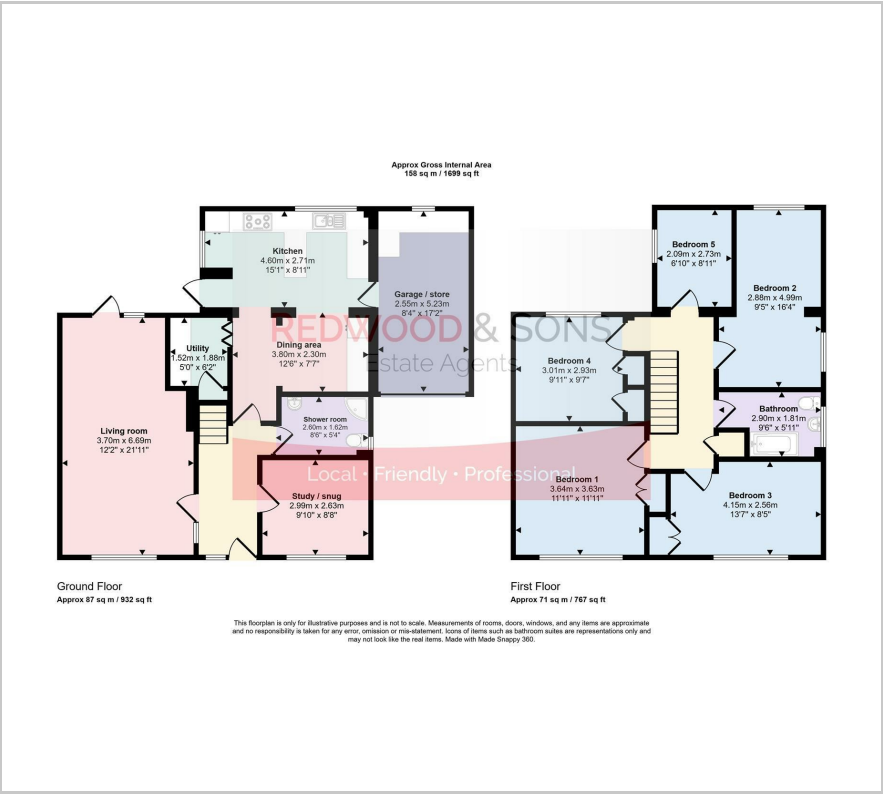 Approx Gross Internal Area
158 sq m / 1699 sq ft
Kitchen
4.60m x 2.71m
15'1" x 8'11"
Garage / store
2.55m x 5.23m
8'4" x 17'2"
Utility
1.52m x 1.88m
5'0" x 6'2"
Dining area
3.80m x 2.30m
12'6" x 7'7"
Shower room
2.60m x 1.62m
8'6" x 5'4"
Living room
3.70m x 6.69m
12'2" x 21'11"
Study / snug
2.99m x 2.63m
9'10" x 8'8"
Bedroom 5
2.09m x 2.73m
6'10" x 8'11"
Bedroom 2
2.88m x 4.99m
9'5" x 16'4"
Bedroom 4
3.01m x 2.93m
9'11" x 9'7"
Bathroom
2.90m x 1.81m
9'6" x 5'11"
Bedroom 1
3.64m x 3.63m
11'11" x 11'11"
Bedroom 3
4.15m x 2.56m
13'7" x 8'5"
REDWOOD & SONS
Estate Agents
Local · Friendly · Professional
Ground Floor
Approx 87 sq m / 932 sq ft
First Floor
Approx 71 sq m / 767 sq ft
This floorplan is only for illustrative purposes and is not to scale. Measurements of rooms, doors, windows, and any items are approximate
and no responsibility is taken for any error, omission or mis-statement. Icons of items such as bathroom suites are representations only and
may not look like the real items. Made with Made Snappy 360.